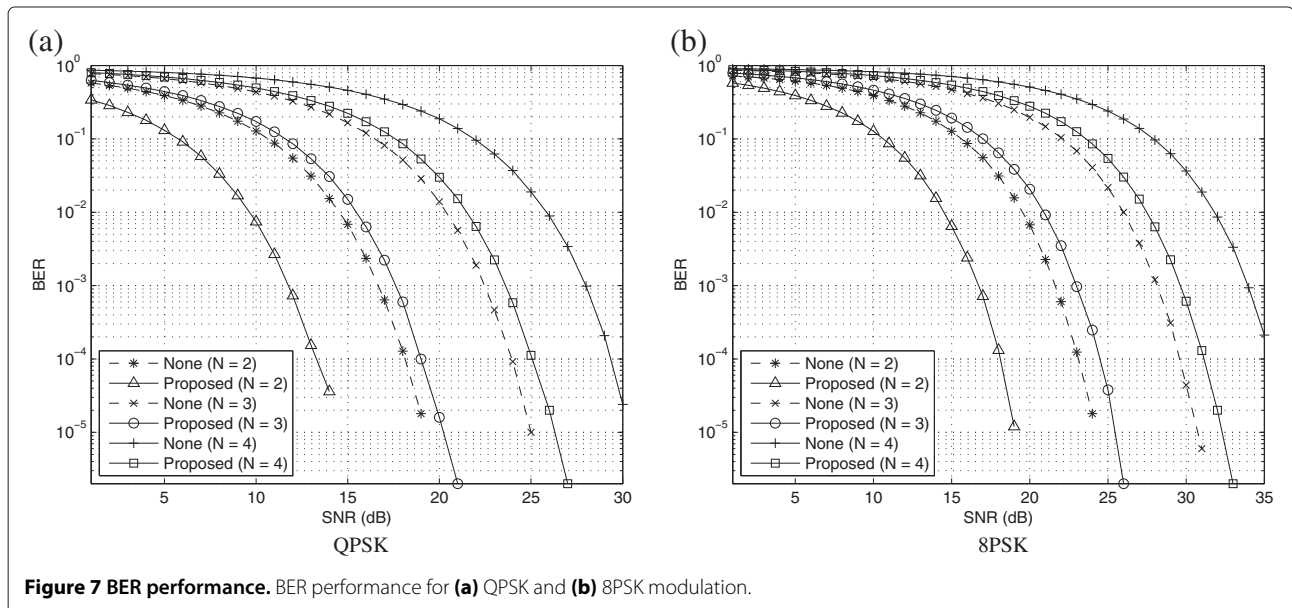 (a)
10^0
10^-1
10^-2
10^-3
10^-4
10^-5
BER
None (N = 2)
Proposed (N = 2)
None (N = 3)
Proposed (N = 3)
None (N = 4)
Proposed (N = 4)
5 10 15 20 25 30
SNR (dB)
QPSK
(b)
10^0
10^-1
10^-2
10^-3
10^-4
10^-5
BER
None (N = 2)
Proposed (N = 2)
None (N = 3)
Proposed (N = 3)
None (N = 4)
Proposed (N = 4)
5 10 15 20 25 30 35
SNR (dB)
8PSK
Figure 7 BER performance. BER performance for (a) QPSK and (b) 8PSK modulation.